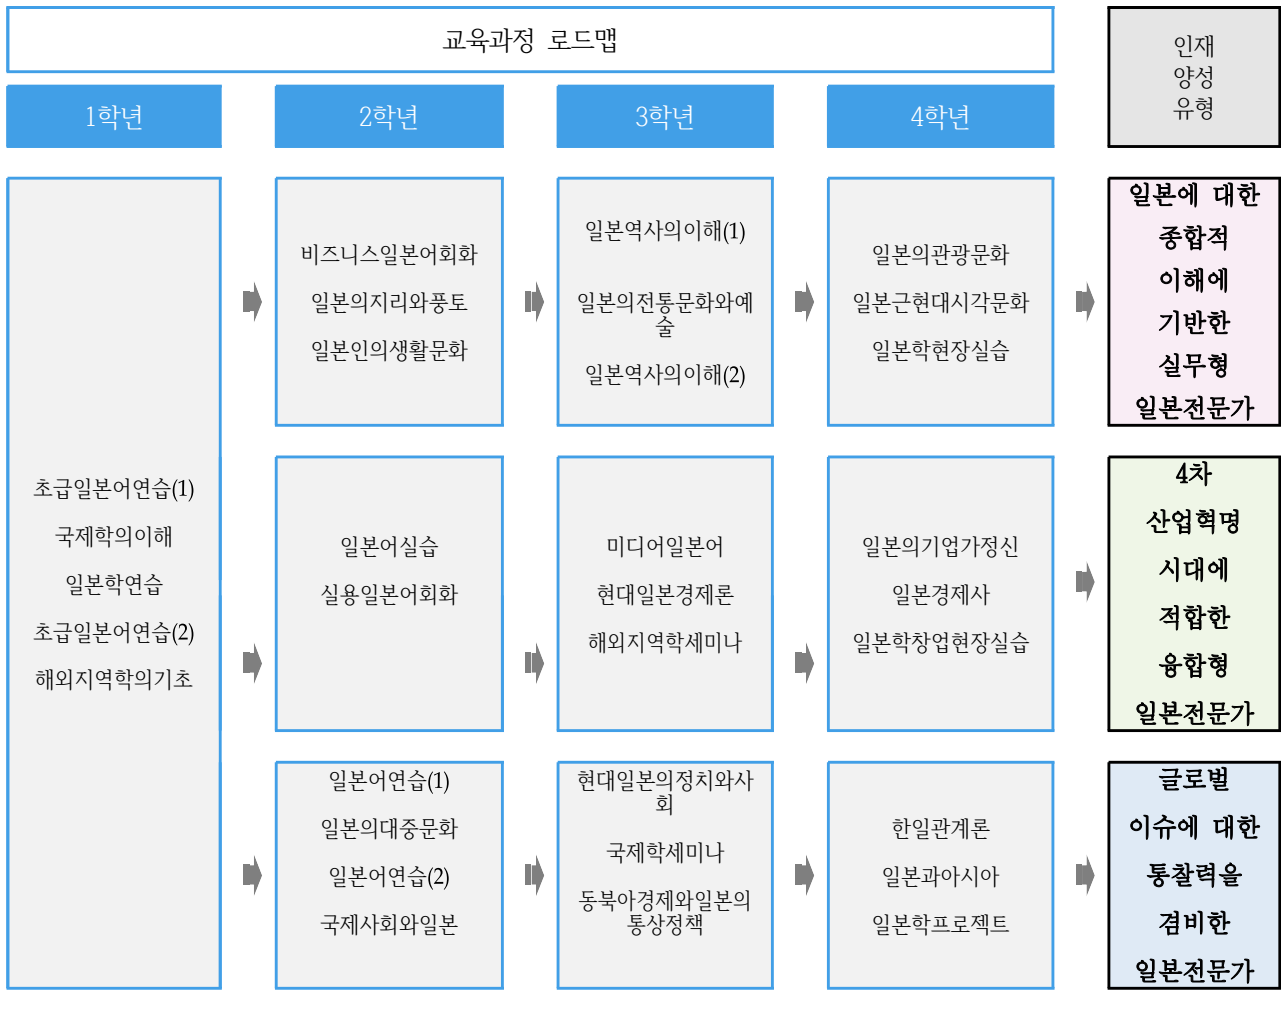 교육과정 로드맵
인재
양성
유형
1학년
2학년
3학년
4학년
초급일본어연습(1)
국제학의이해
일본학연습
초급일본어연습(2)
해외지역학의기초
비즈니스일본어회화
일본의지리와풍토
일본인의생활문화
일본역사의이해(1)
일본의전통문화와예
술
일본역사의이해(2)
일본의관광문화
일본근현대시각문화
일본학현장실습
일본에 대한
종합적
이해에
기반한
실무형
일본전문가
일본어실습
실용일본어회화
미디어일본어
현대일본경제론
해외지역학세미나
일본의기업가정신
일본경제사
일본학창업현장실습
4차
산업혁명
시대에
적합한
융합형
일본전문가
일본어연습(1)
일본의대중문화
일본어연습(2)
국제사회와일본
현대일본의정치와사
회
국제학세미나
동북아경제와일본의
통상정책
한일관계론
일본과아시아
일본학프로젝트
글로벌
이슈에 대한
통찰력을
겸비한
일본전문가